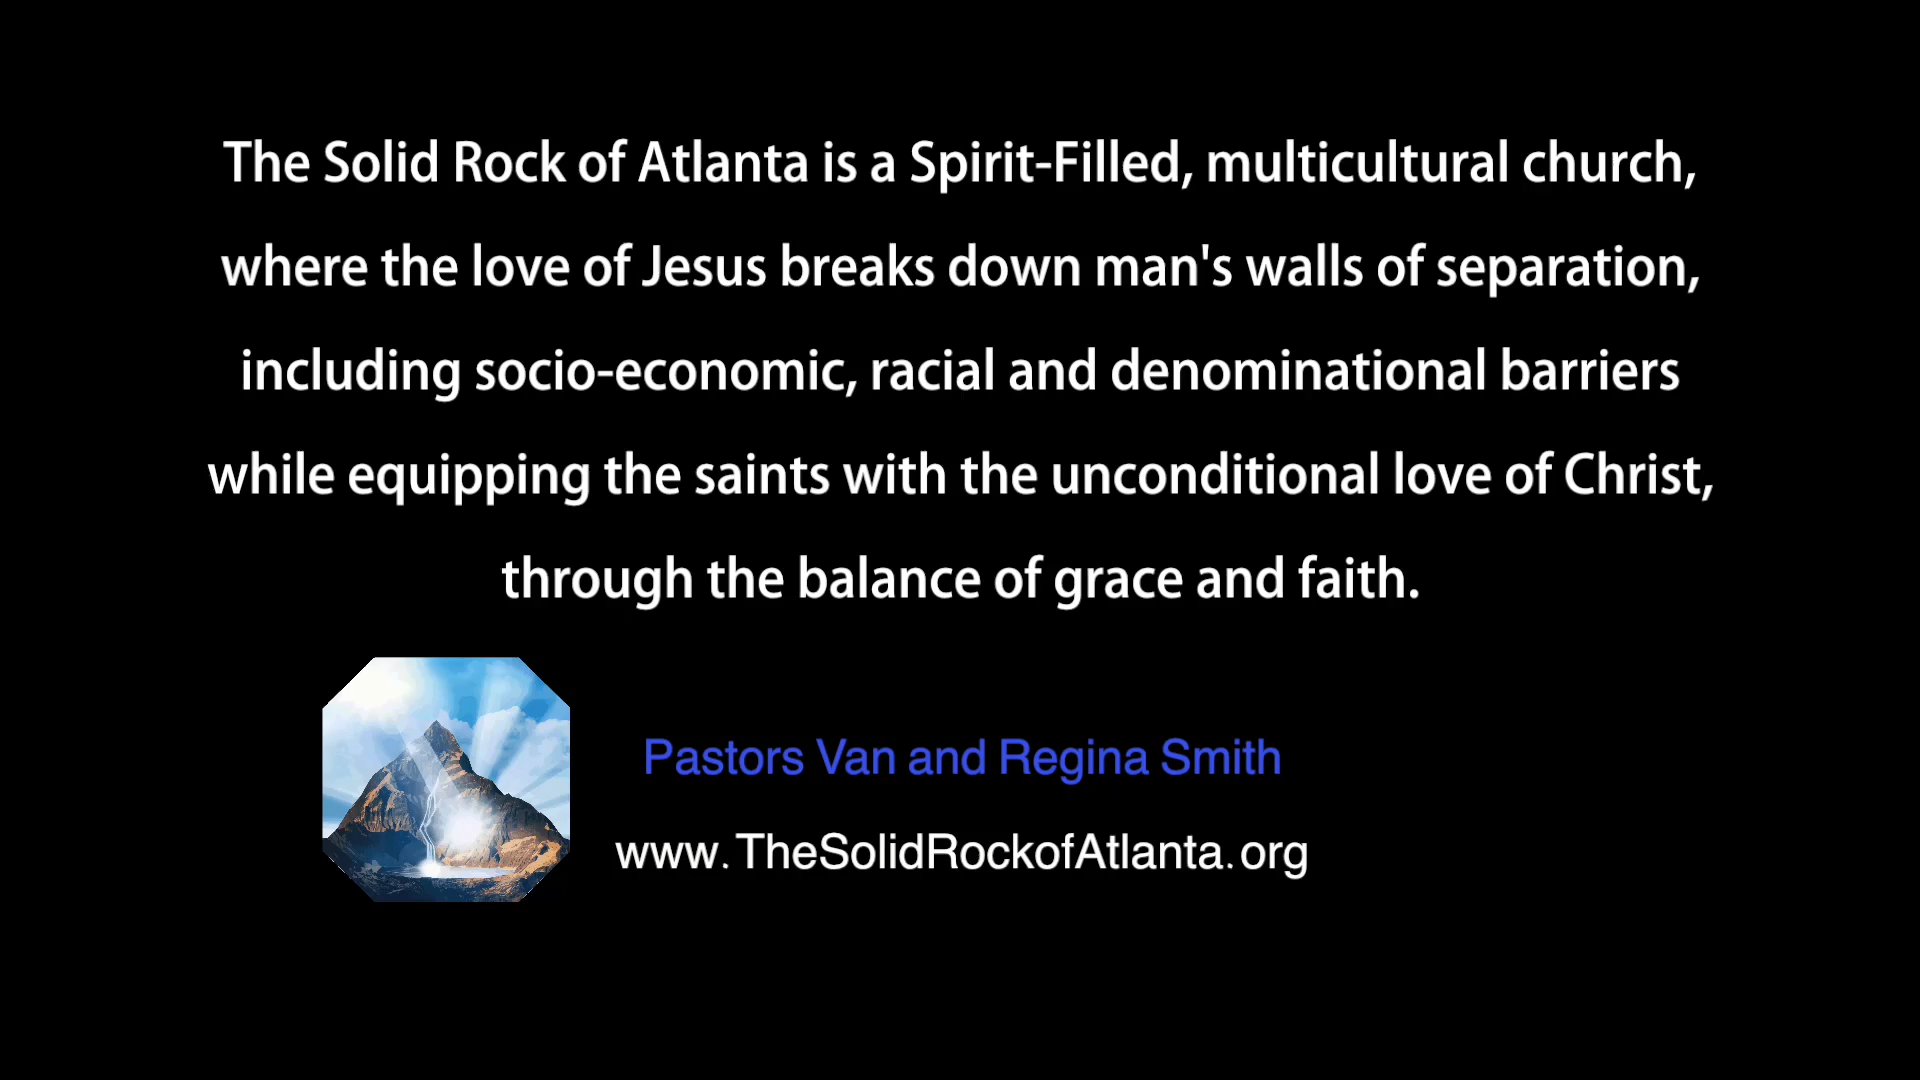 The Solid Rock of Atlanta is a Spirit-Filled, multicultural church,
where the love of Jesus breaks down man's walls of separation,
including socio-economic, racial and denominational barriers
while equipping the saints with the unconditional love of Christ,
through the balance of grace and faith.
Pastors Van and Regina Smith
www.TheSolidRockofAtlanta.org